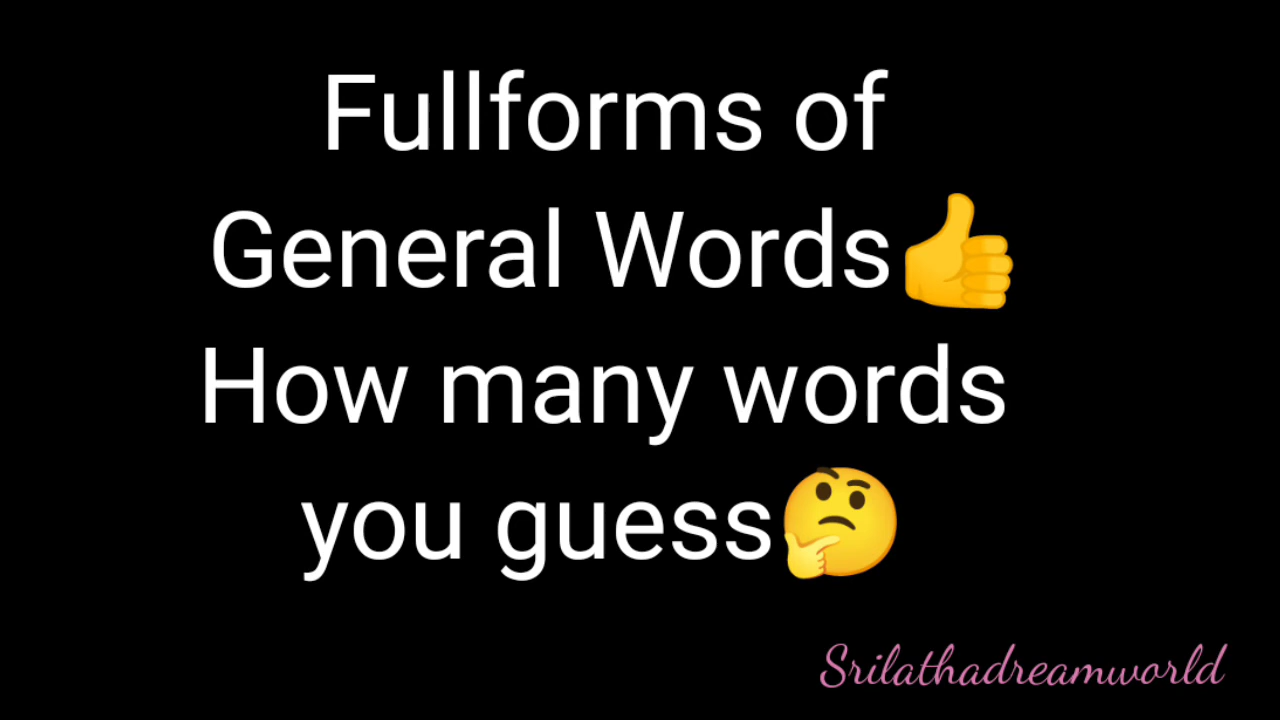 Fullforms of
General Words👍
How many words
you guess🤔
Srilathadreamworld